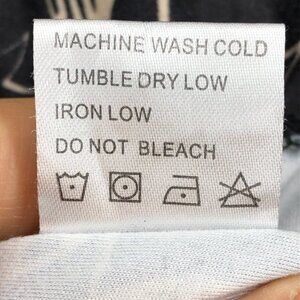 MACHINE WASH COLD
TUMBLE DRY LOW
IRON LOW
DO NOT BLEACH